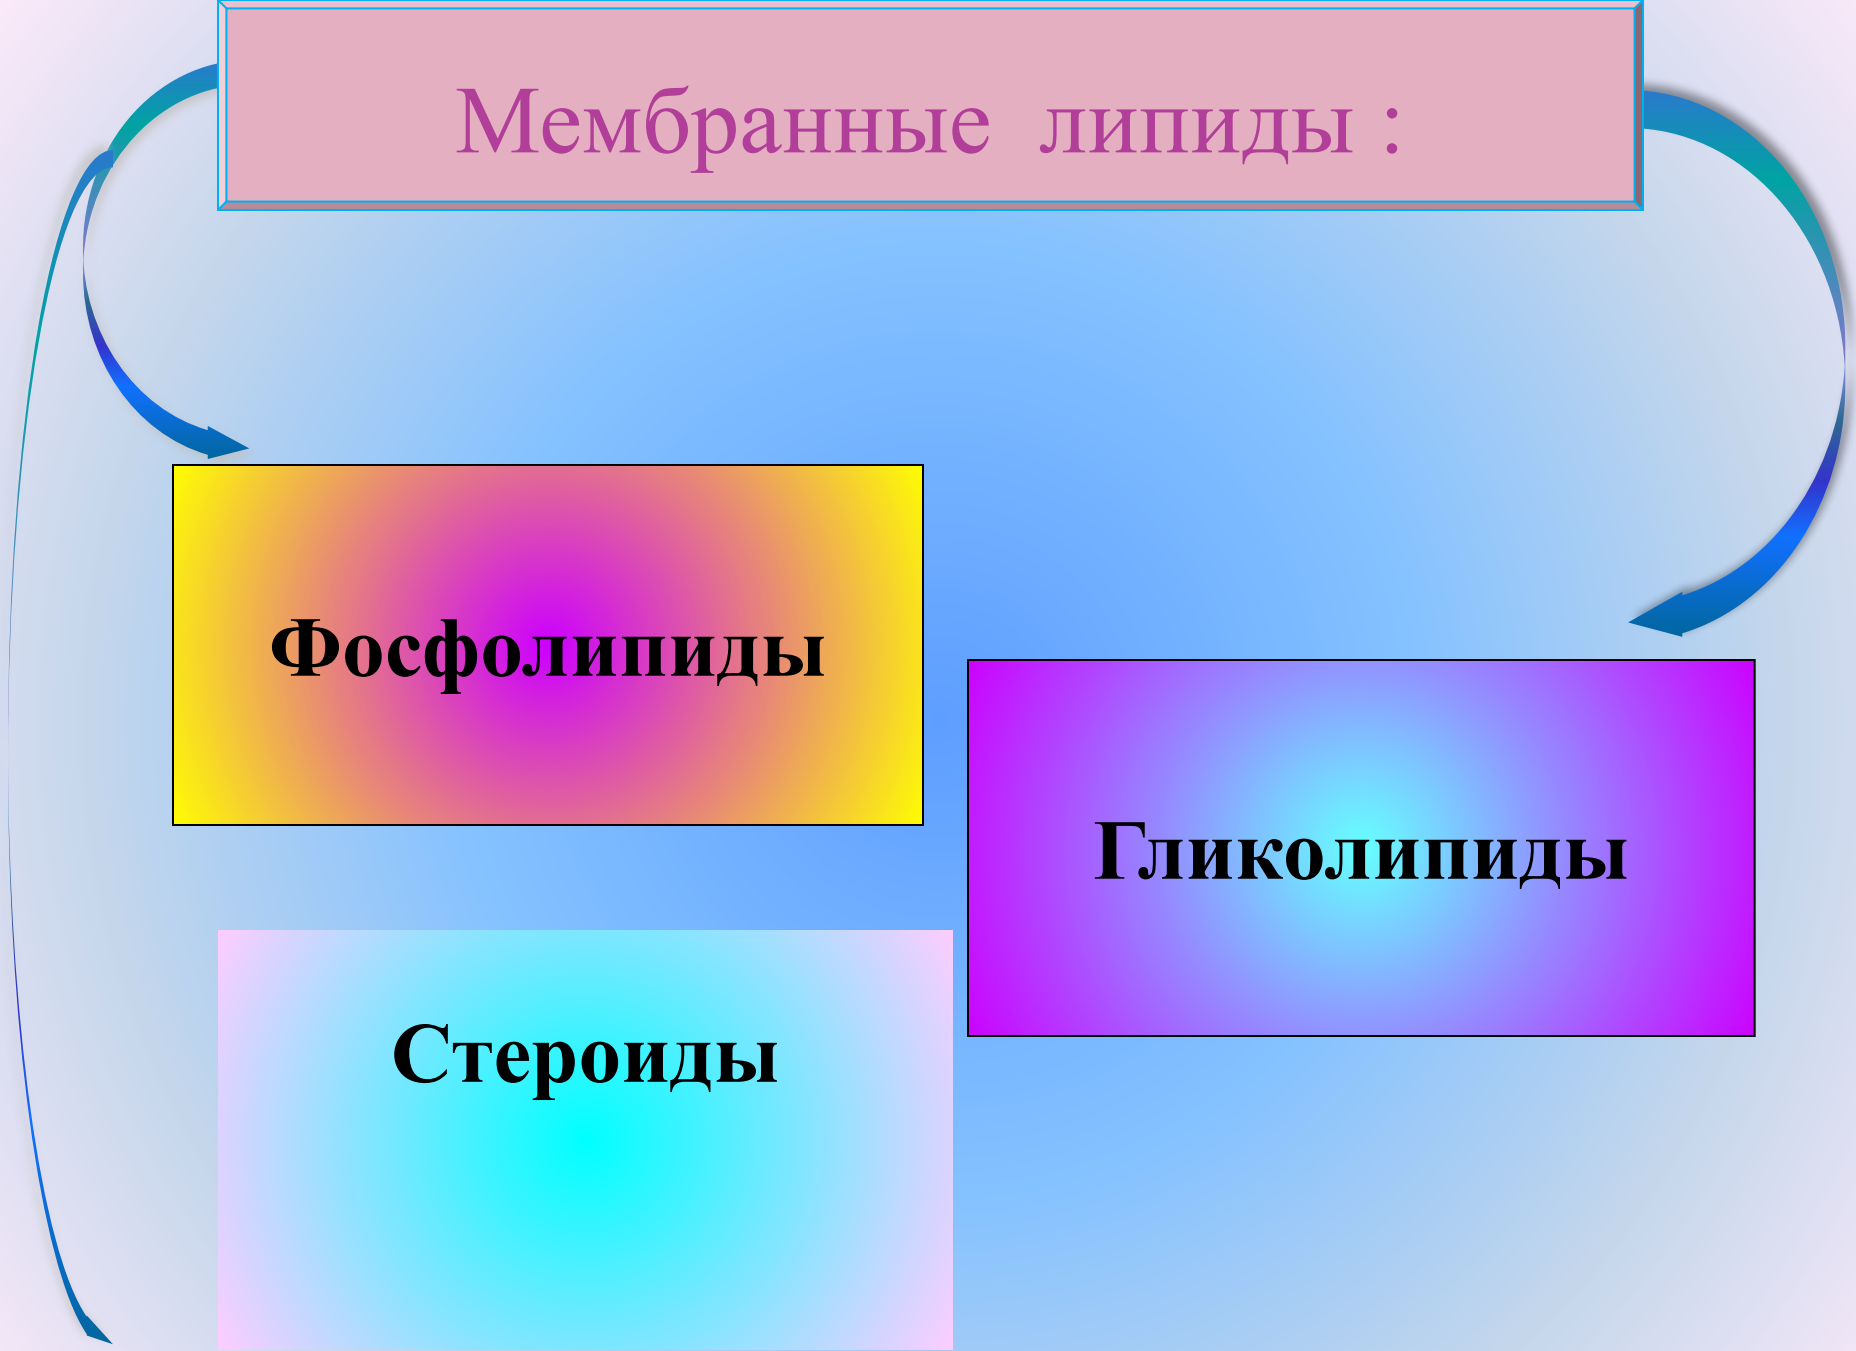 Мембранные липиды :
Фосфолипиды
Гликолипиды
Стероиды